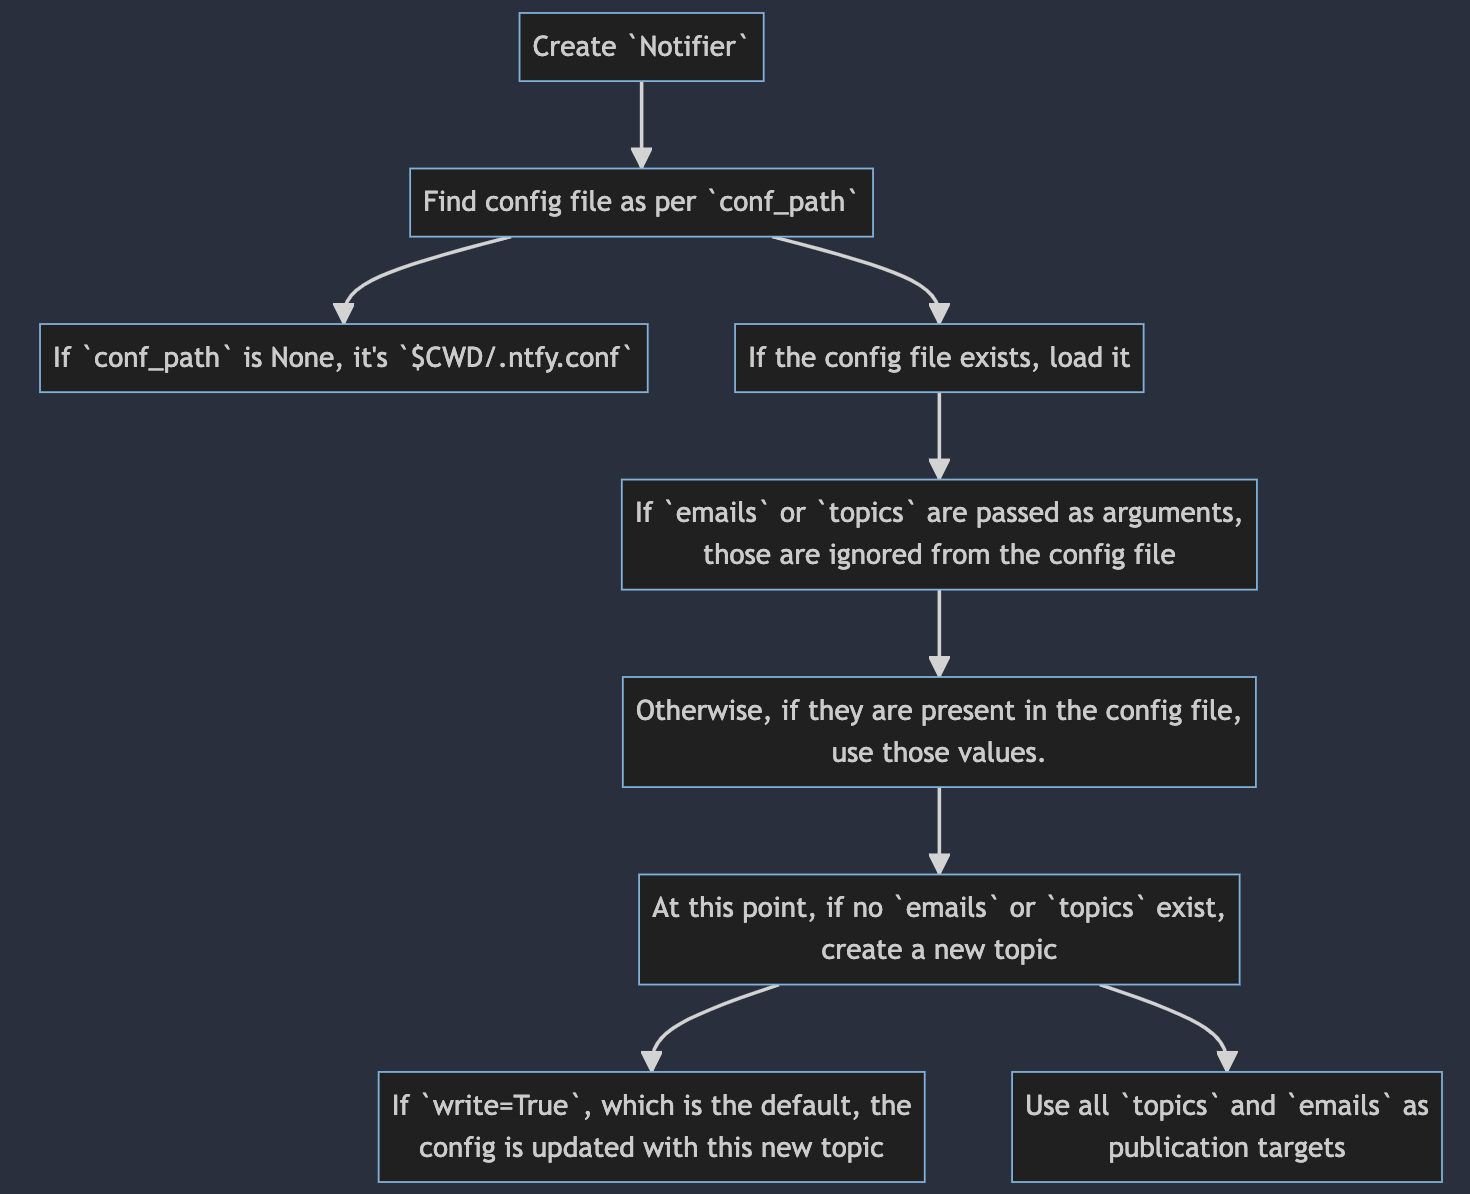 Create `Notifier`
Find config file as per `conf_path`
If `conf_path` is None, it's `$CWD/.ntfy.conf`
If the config file exists, load it
If `emails` or `topics` are passed as arguments,
those are ignored from the config file
Otherwise, if they are present in the config file,
use those values.
At this point, if no `emails` or `topics` exist,
create a new topic
If `write=True`, which is the default, the
config is updated with this new topic
Use all `topics` and `emails` as
publication targets